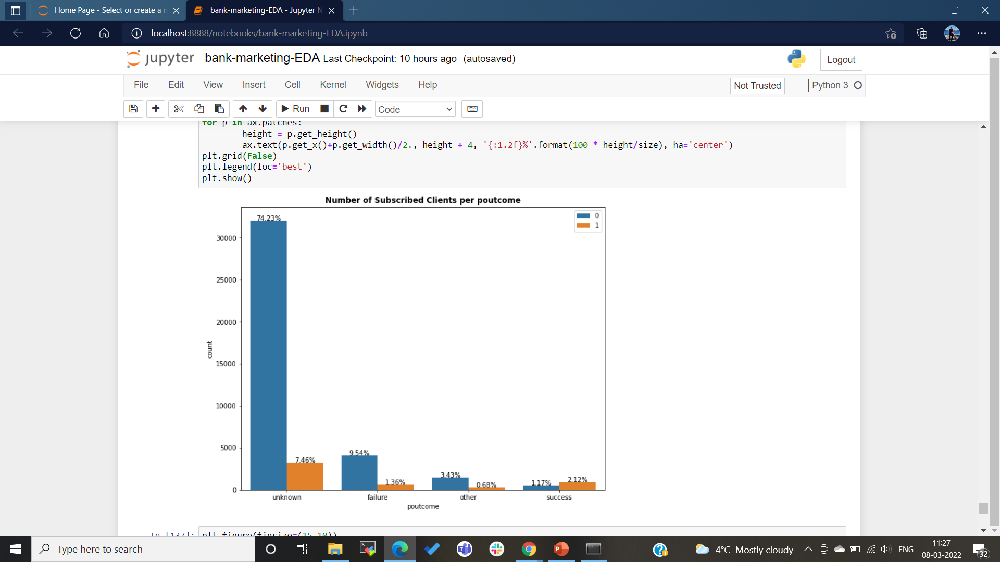 Home Page - Select or create a n
bank-marketing-EDA - Jupyter N
localhost:8888/notebooks/bank-marketing-EDA.ipynb
jupyter bank-marketing-EDA Last Checkpoint: 10 hours ago (autosaved)
Logout
File Edit View Insert Cell Kernel Widgets Help
Not Trusted Python 3
Run Code
for p in ax.patches:
height = p.get_height()
ax.text(p.get_x()+p.get_width()/2., height + 4, '{:1.2f}%'.format(100 * height/size), ha='center')
plt.grid(False)
plt.legend(loc='best')
plt.show()
Number of Subscribed Clients per poutcome
0
1
74.23%
7.46%
9.54%
1.36%
3.43%
0.68%
1.17%
2.12%
30000
25000
20000
15000
10000
5000
0
count
unknown failure other success
poutcome
In [137]: plt.figure(figsize=(15,10))
Type here to search
4°C Mostly cloudy
ENG
11:27
08-03-2022
32